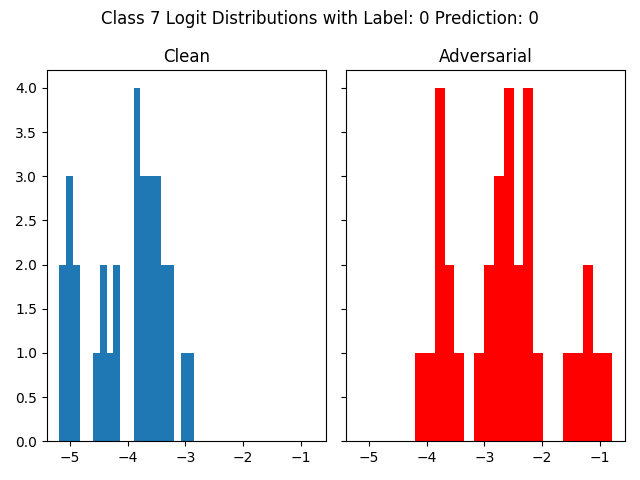 Class 7 Logit Distributions with Label: 0 Prediction: 0
Clean
Adversarial
4.0
3.5
3.0
2.5
2.0
1.5
1.0
0.5
0.0
−5 −4 −3 −2 −1
−5 −4 −3 −2 −1